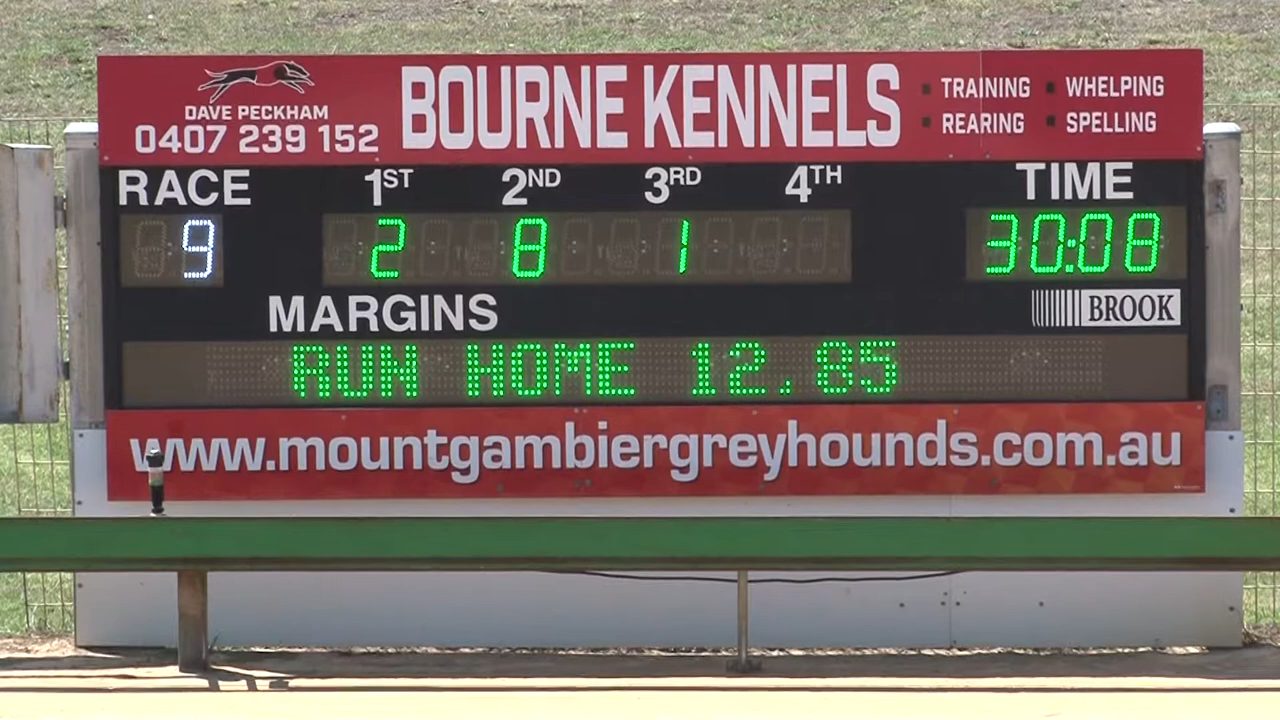 DAVE PECKHAM
0407 239 152
BOURNE KENNELS
TRAINING
WHELPING
REARING
SPELLING
RACE 1ST 2ND 3RD 4TH TIME
9 2 8 1 30:08
MARGINS
BROOK
RUN HOME 12.85
www.mountgambiergreyhounds.com.au